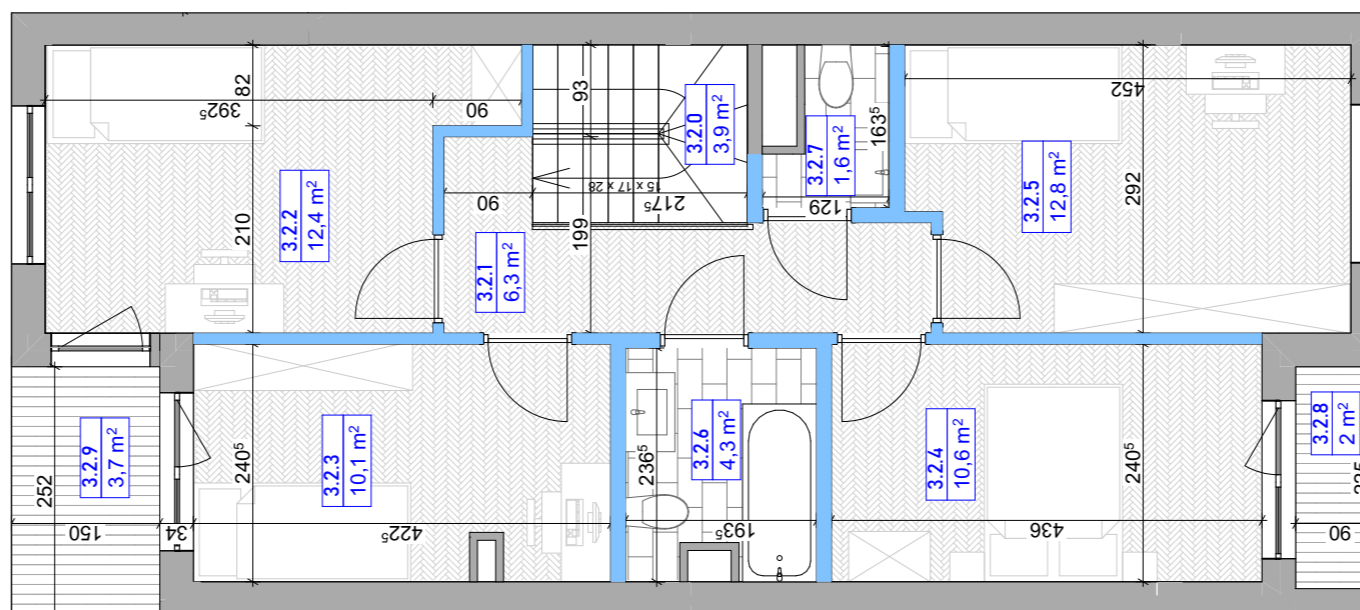 82
392⁵
90
210
3.2.2
12,4 m²
93
3.2.0
3,9 m²
15 x 17 x 28
217⁵
90
199
3.2.1
6,3 m²
163⁵
3.2.7
1,6 m²
129
452
3.2.5
12,8 m²
292
3.2.9
3,7 m²
252
150
34
240⁵
3.2.3
10,1 m²
422⁵
236⁵
3.2.6
4,3 m²
193⁵
3.2.4
10,6 m²
240⁵
436
3.2.8
2 m²
90